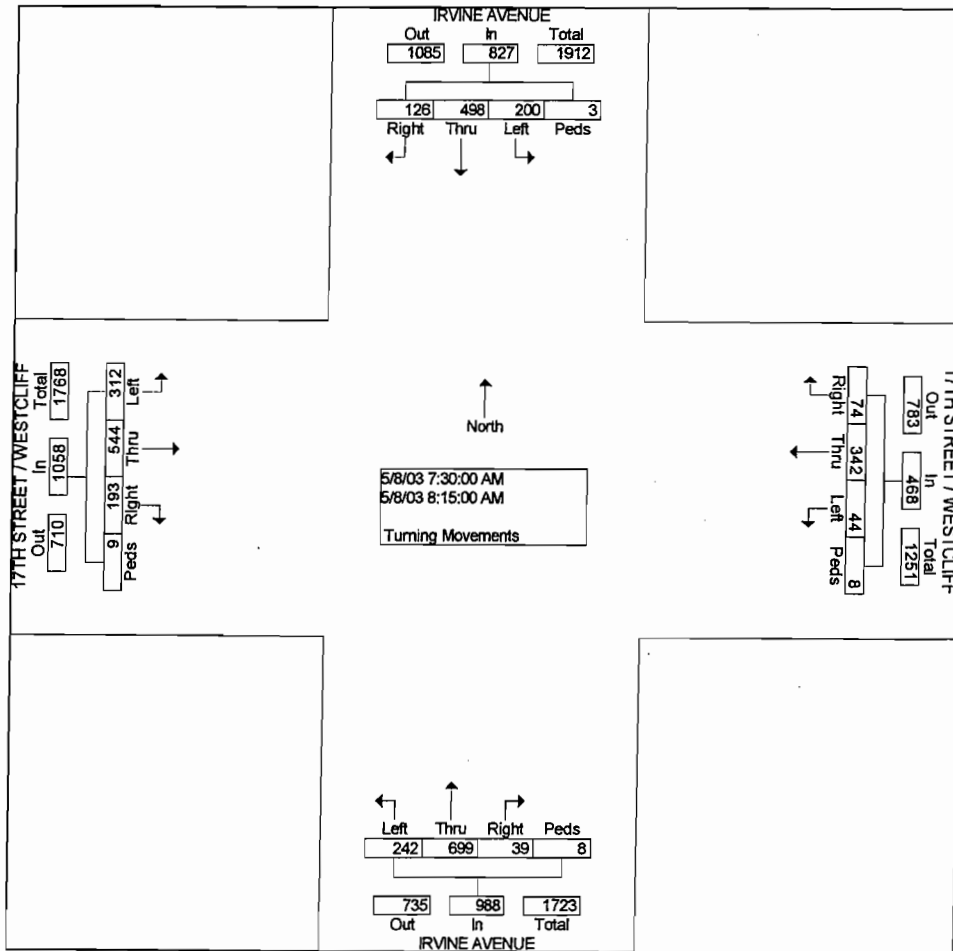 IRVINE AVENUE
Out In Total
1085 827 1912
126 498 200 3
Right Thru Left Peds
17TH STREET / WESTCLIFF
Total In Out
1768 1058 710
312 544 193 9
Left Thru Right Peds
North
5/8/03 7:30:00 AM
5/8/03 8:15:00 AM
Turning Movements
Right Thru Left Peds
74 342 44 8
Out In Total
783 468 1251
17TH STREET / WESTCLIFF
Left Thru Right Peds
242 699 39 8
735 988 1723
Out In Total
IRVINE AVENUE